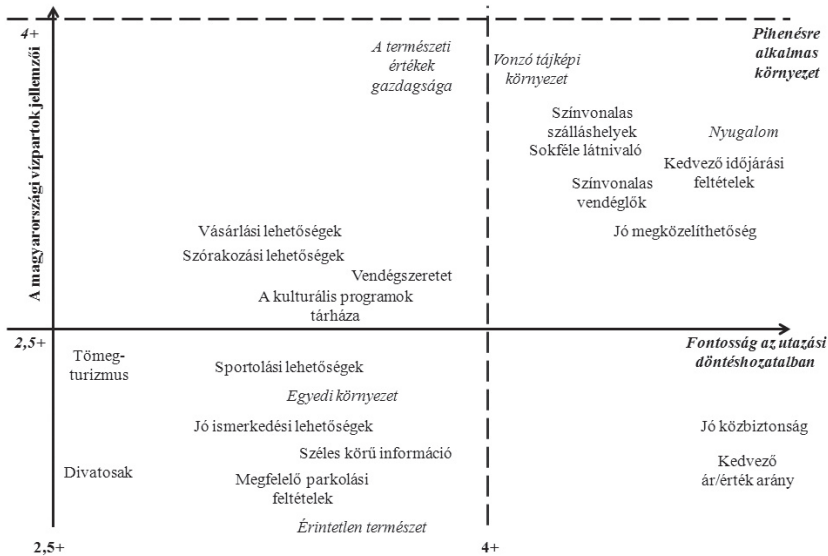 4+
A magyarországi vízpartok jellemzői
A természeti
értékek
gazdagsága
Vonzó tájképi
környezet
Pihenésre
alkalmas
környezet
Színvonalas
szálláshelyek
Sokféle látnivaló
Nyugalom
Kedvező időjárási
feltételek
Színvonalas
vendéglők
Vásárlási lehetőségek
Jó megközelíthetőség
Szórakozási lehetőségek
Vendégszeretet
A kulturális programok
tárháza
2,5+
Fontosság az utazási
döntéshozatalban
Tömeg-
turizmus
Sportolási lehetőségek
Egyedi környezet
Jó ismerkedési lehetőségek
Jó közbiztonság
Széles körű információ
Divatosak
Kedvező
ár/érték arány
Megfelelő parkolási
feltételek
Érintetlen természet
2,5+
4+